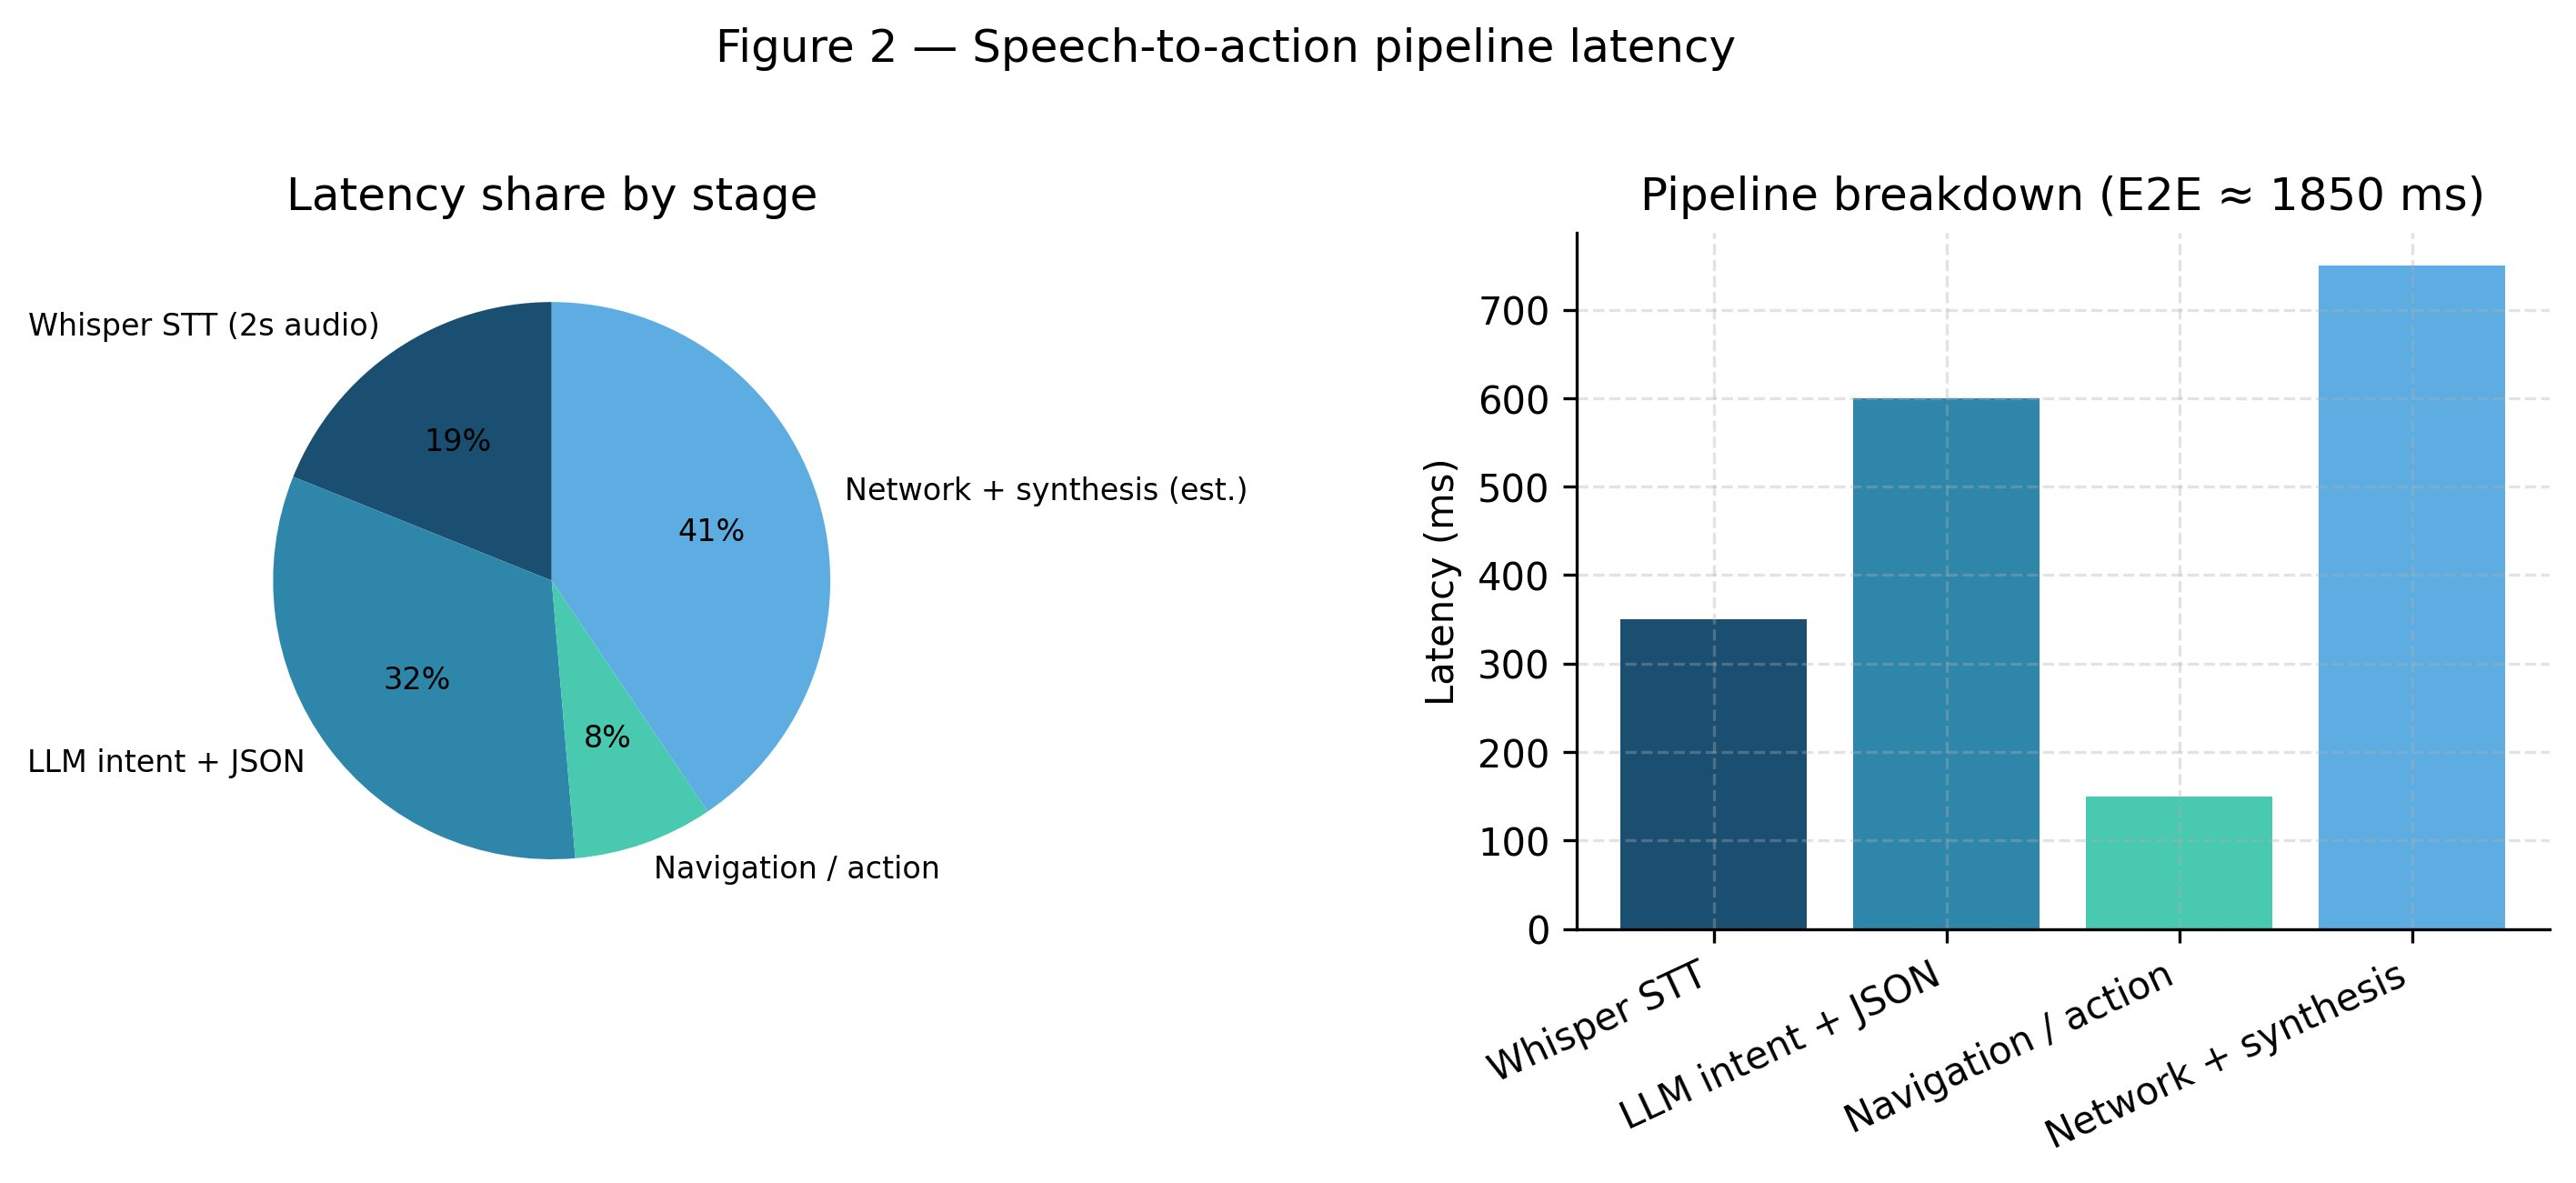 Figure 2 — Speech-to-action pipeline latency
Latency share by stage
Whisper STT (2s audio)
19%
Network + synthesis (est.)
41%
32%
8%
LLM intent + JSON
Navigation / action
Pipeline breakdown (E2E ≈ 1850 ms)
Latency (ms)
700
600
500
400
300
200
100
0
Whisper STT
LLM intent + JSON
Navigation / action
Network + synthesis